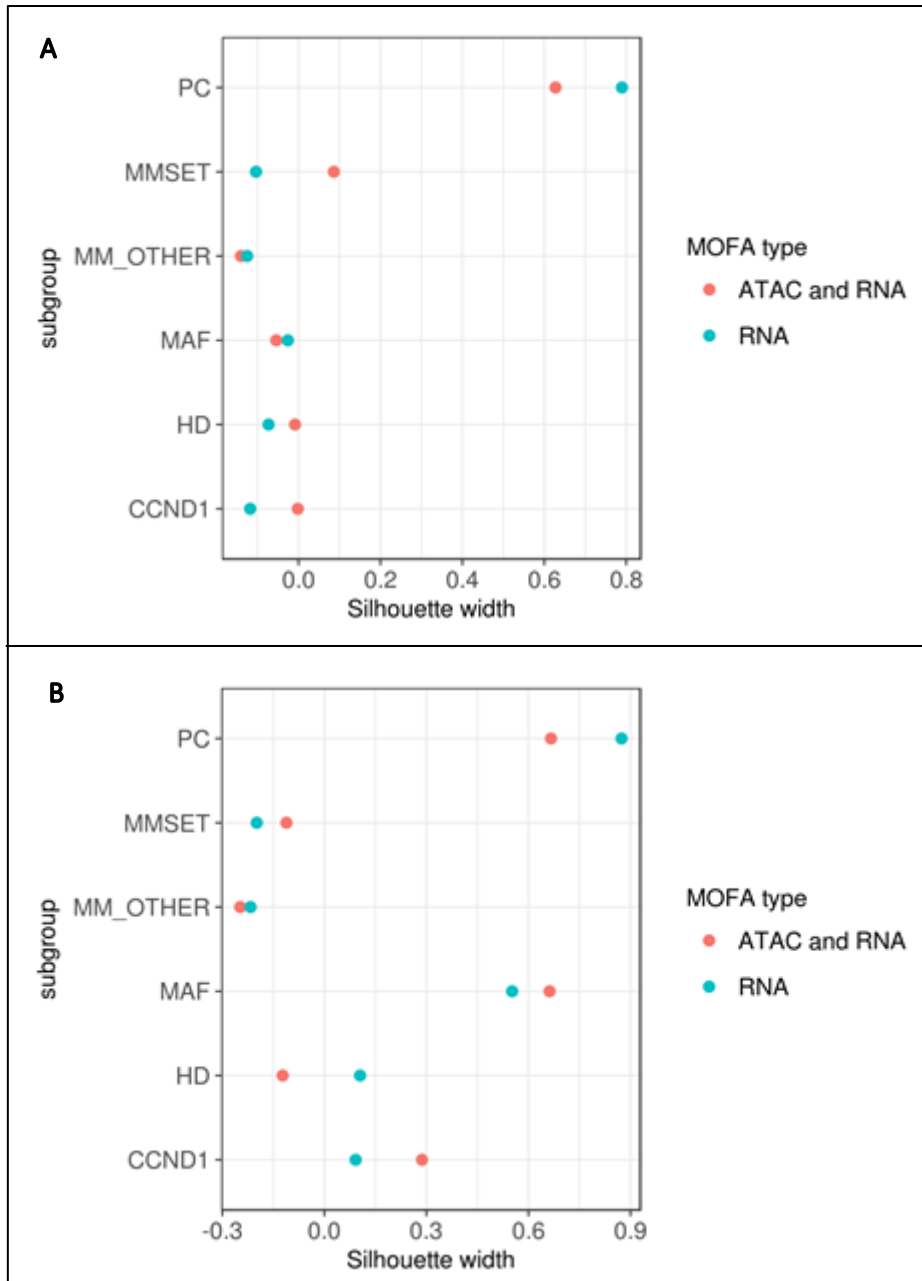 A
PC
MMSET
MM_OTHER
MAF
HD
CCND1
subgroup
0.0 0.2 0.4 0.6 0.8
Silhouette width
MOFA type
ATAC and RNA
RNA
B
PC
MMSET
MM_OTHER
MAF
HD
CCND1
subgroup
-0.3 0.0 0.3 0.6 0.9
Silhouette width
MOFA type
ATAC and RNA
RNA